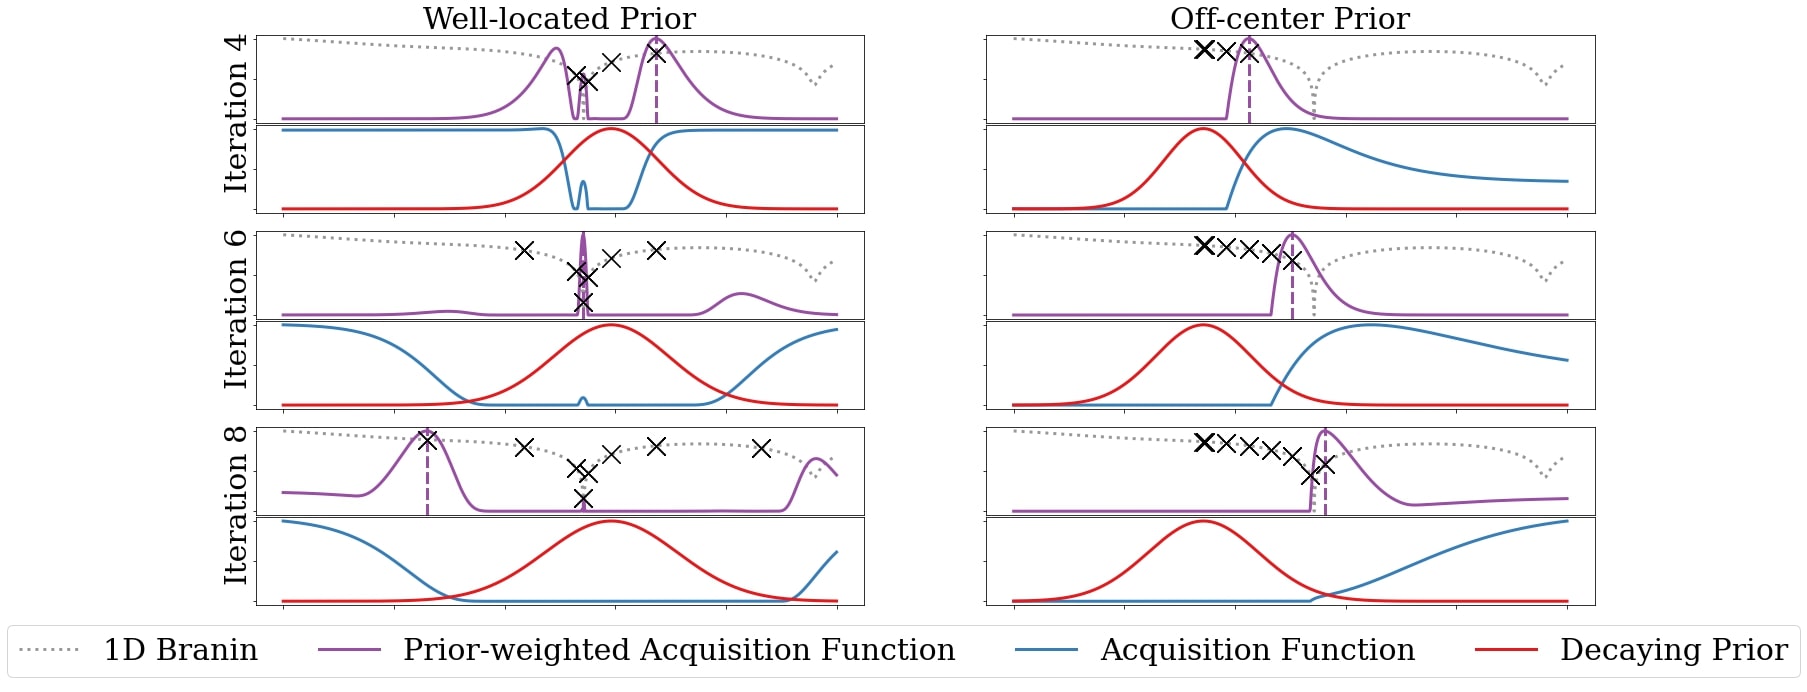 Well-located Prior
Off-center Prior
Iteration 4
Iteration 6
Iteration 8
1D Branin
Prior-weighted Acquisition Function
Acquisition Function
Decaying Prior